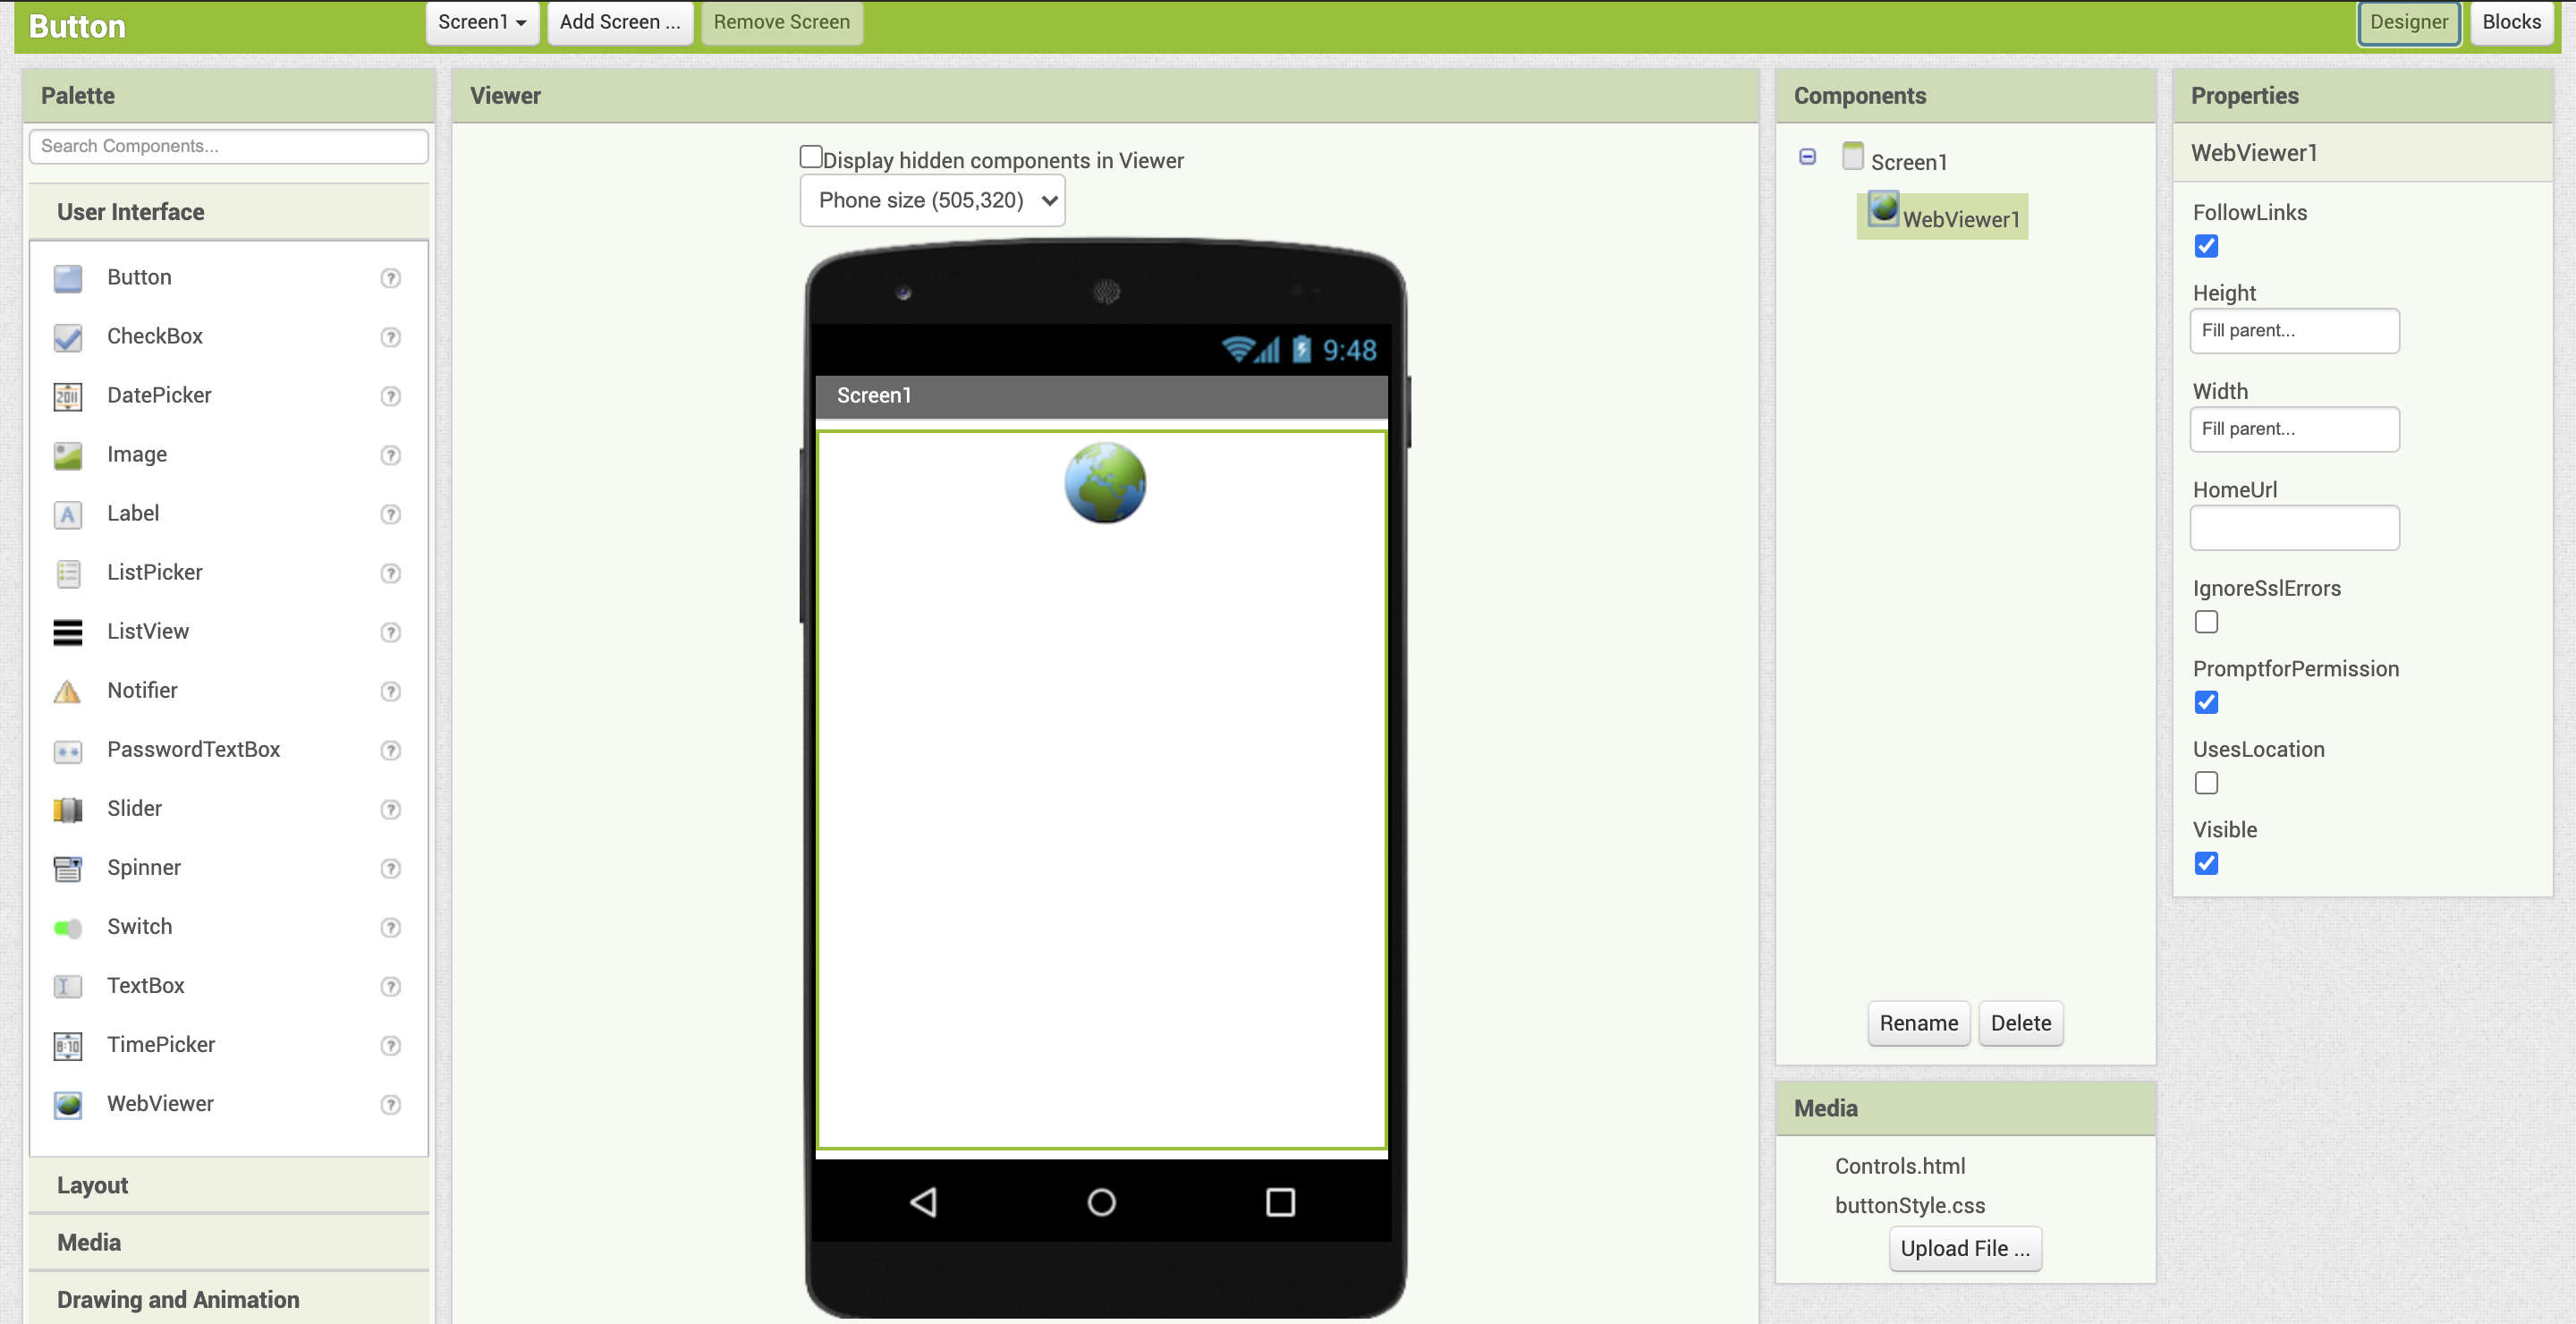 Button
Screen1
Add Screen ...
Remove Screen
Designer
Blocks
Palette
Search Components...
User Interface
Button
CheckBox
DatePicker
Image
Label
ListPicker
ListView
Notifier
PasswordTextBox
Slider
Spinner
Switch
TextBox
TimePicker
WebViewer
Layout
Media
Drawing and Animation
Viewer
Display hidden components in Viewer
Phone size (505,320)
9:48
Screen1
Components
Screen1
WebViewer1
Rename
Delete
Media
Controls.html
buttonStyle.css
Upload File ...
Properties
WebViewer1
FollowLinks
Height
Fill parent...
Width
Fill parent...
HomeUrl
IgnoreSslErrors
PromptforPermission
UsesLocation
Visible